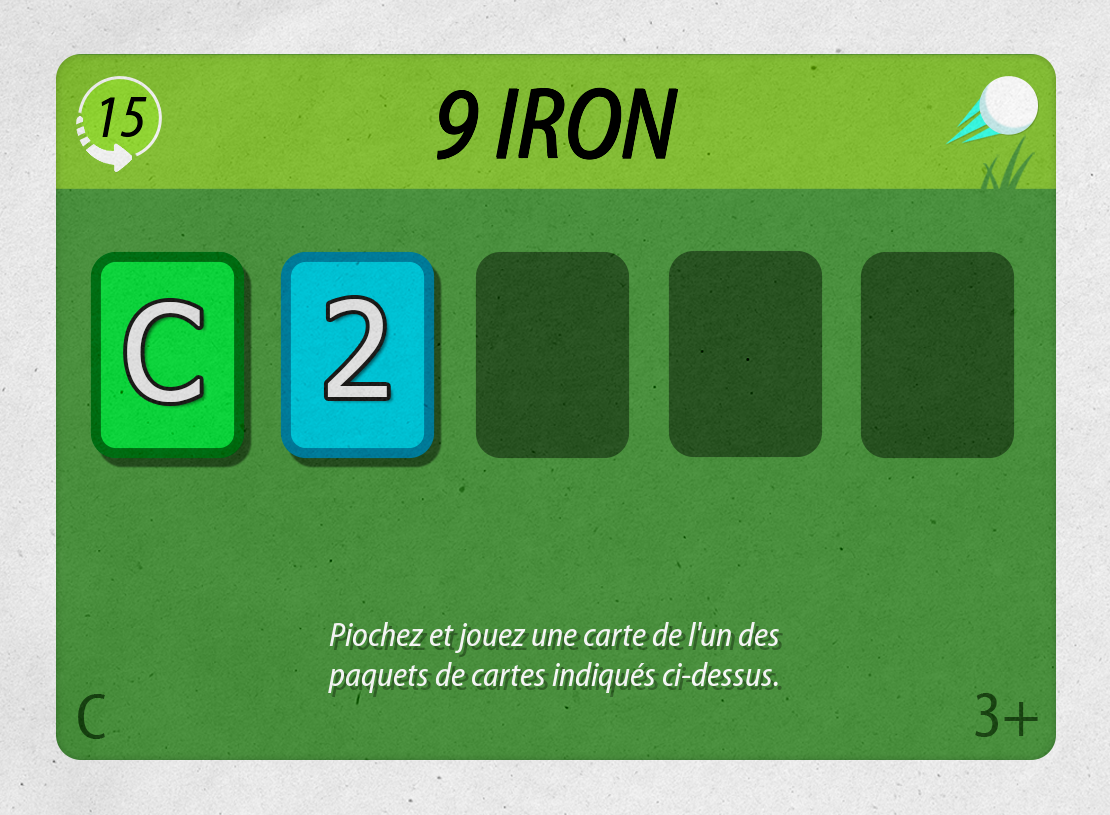 15
9 IRON
C
2
Piochez et jouez une carte de l'un des
paquets de cartes indiqués ci-dessus.
C
3+